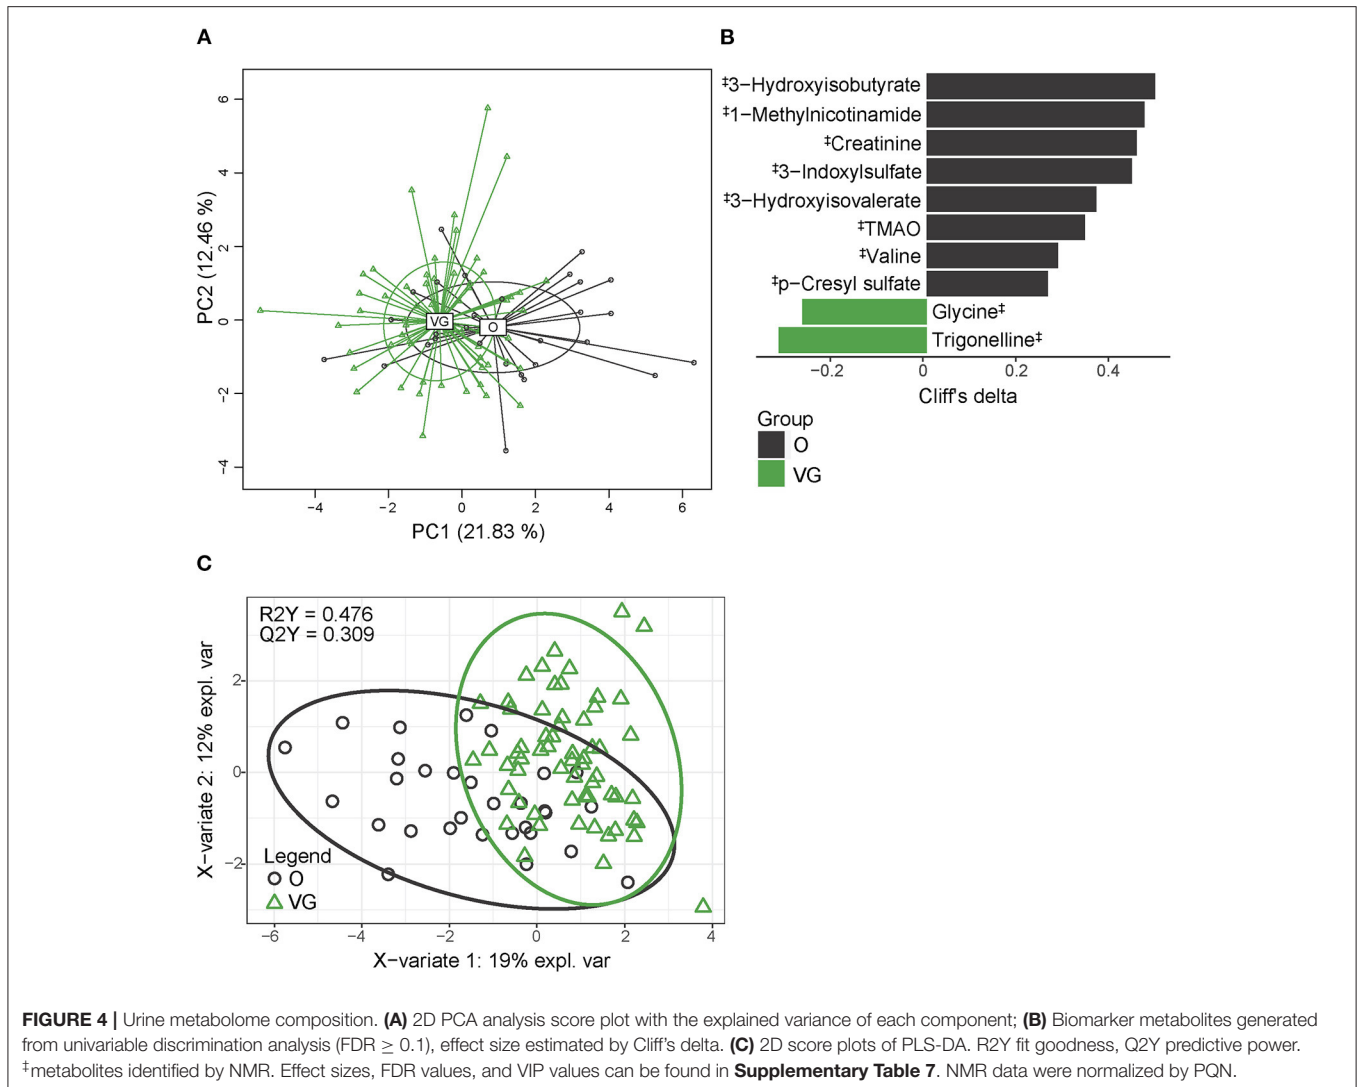 A
PC2 (12.46 %)
6
4
2
0
−2
−4
VG
O
−4
−2
0
2
4
6
PC1 (21.83 %)
B
‡3−Hydroxyisobutyrate
‡1−Methylnicotinamide
‡Creatinine
‡3−Indoxylsulfate
‡3−Hydroxyisovalerate
‡TMAO
‡Valine
‡p−Cresyl sulfate
Glycine‡
Trigonelline‡
−0.2
0
0.2
0.4
Cliff's delta
Group
O
VG
C
R2Y = 0.476
Q2Y = 0.309
X−variate 2: 12% expl. var
2
0
−2
Legend
O
VG
−6
−4
−2
0
2
4
X−variate 1: 19% expl. var
FIGURE 4 | Urine metabolome composition. (A) 2D PCA analysis score plot with the explained variance of each component; (B) Biomarker metabolites generated
from univariable discrimination analysis (FDR ≥ 0.1), effect size estimated by Cliff's delta. (C) 2D score plots of PLS-DA. R2Y fit goodness, Q2Y predictive power.
‡metabolites identified by NMR. Effect sizes, FDR values, and VIP values can be found in Supplementary Table 7. NMR data were normalized by PQN.